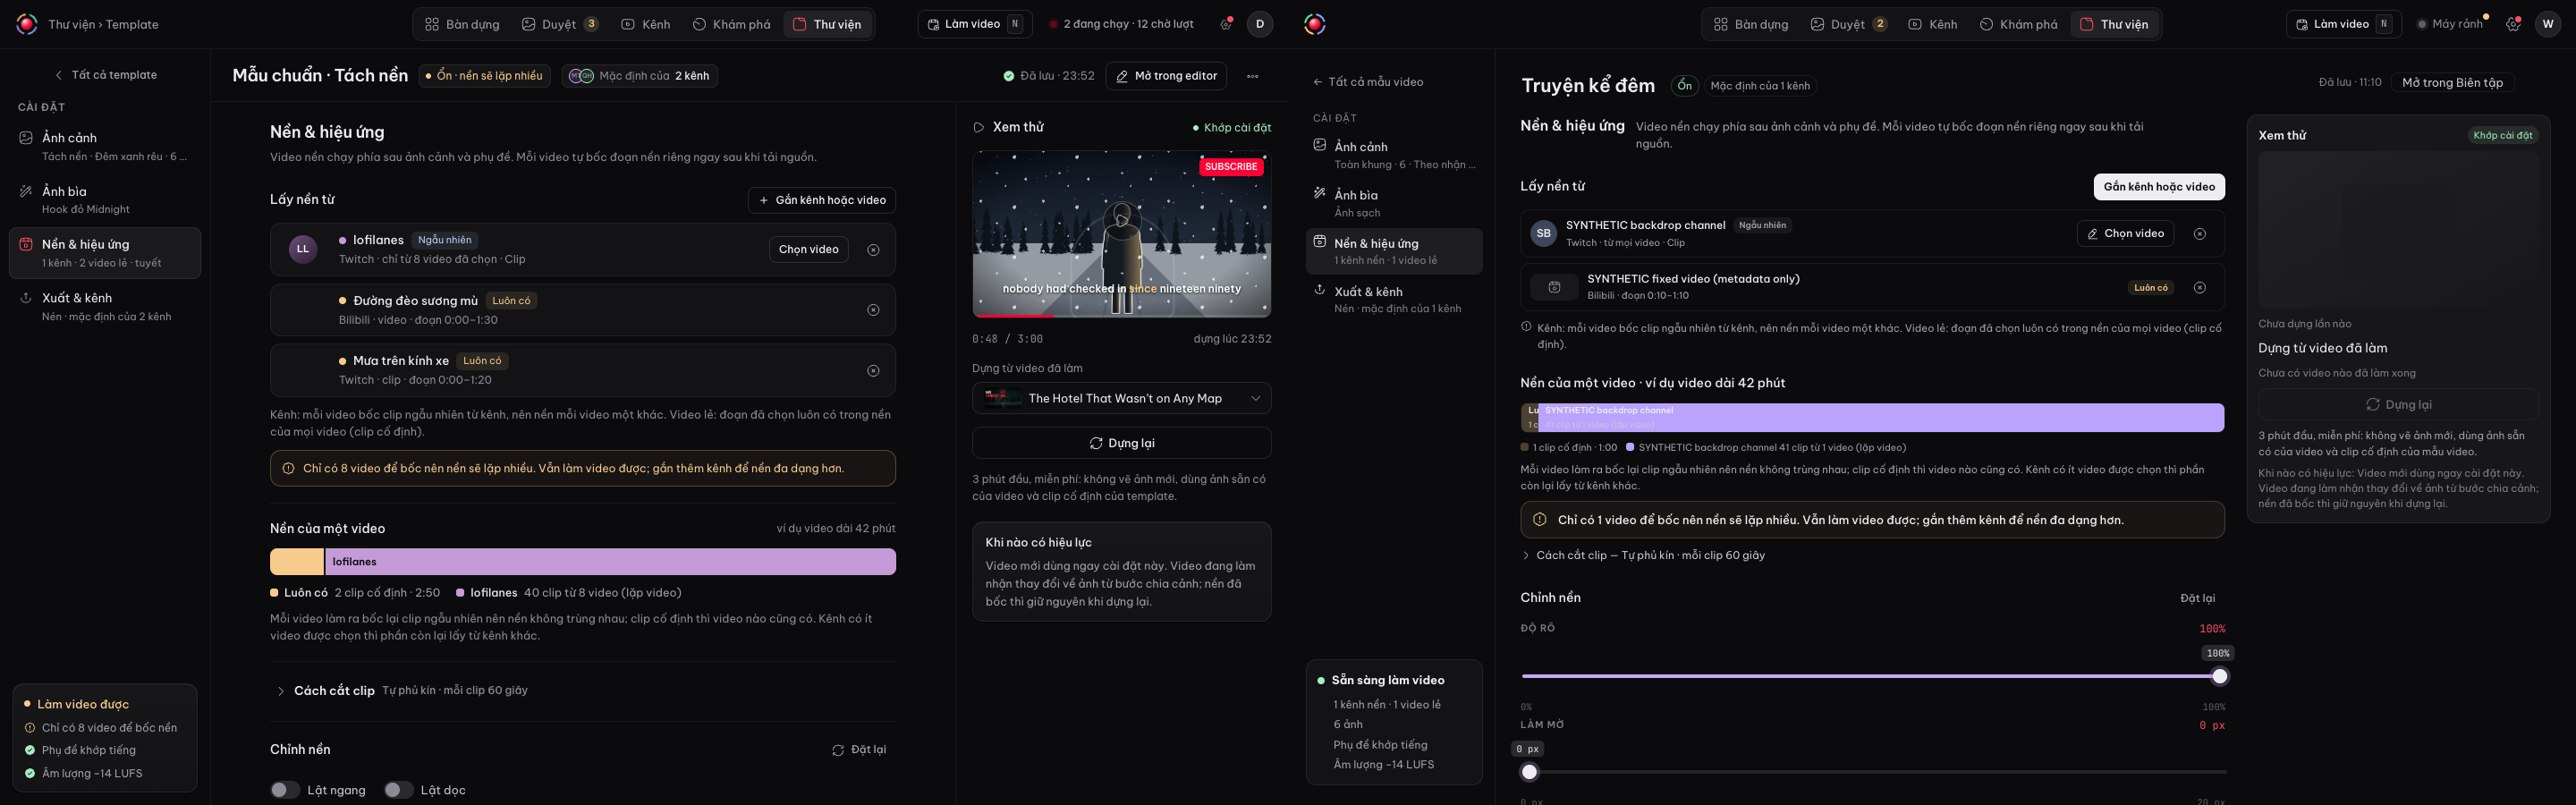 Thư viện › Template
Bàn dựng
Duyệt 3
Kênh
Khám phá
Thư viện
Làm video N
2 đang chạy · 12 chờ lượt
D
Tất cả template
CÀI ĐẶT
Ảnh cảnh
Tách nền · Đêm xanh rêu · 6 ...
Ảnh bìa
Hook đỏ Midnight
Nền & hiệu ứng
1 kênh · 2 video lẻ · tuyết
Xuất & kênh
Nén · mặc định của 2 kênh
Làm video được
Chỉ có 8 video để bốc nền
Phụ đề khớp tiếng
Âm lượng -14 LUFS
Mẫu chuẩn · Tách nền
Ổn · nền sẽ lặp nhiều
Mặc định của 2 kênh
Đã lưu · 23:52
Mở trong editor
Nền & hiệu ứng
Video nền chạy phía sau ảnh cảnh và phụ đề. Mỗi video tự bốc đoạn nền riêng ngay sau khi tải nguồn.
Lấy nền từ
Gắn kênh hoặc video
LL
lofilanes Ngẫu nhiên
Twitch · chỉ từ 8 video đã chọn · Clip
Chọn video
Đường đèo sương mù Luôn có
Bilibili · video · đoạn 0:00–1:30
Mưa trên kính xe Luôn có
Twitch · clip · đoạn 0:00–1:20
Kênh: mỗi video bốc clip ngẫu nhiên từ kênh, nên nền mỗi video một khác. Video lẻ: đoạn đã chọn luôn có trong nền
của mọi video (clip cố định).
Chỉ có 8 video để bốc nên nền sẽ lặp nhiều. Vẫn làm video được; gắn thêm kênh để nền đa dạng hơn.
Nền của một video
ví dụ video dài 42 phút
lofilanes
Luôn có 2 clip cố định · 2:50
lofilanes 40 clip từ 8 video (lặp video)
Mỗi video làm ra bốc lại clip ngẫu nhiên nên nền không trùng nhau; clip cố định thì video nào cũng có. Kênh có ít
video được chọn thì phần còn lại lấy từ kênh khác.
Cách cắt clip Tự phủ kín · mỗi clip 60 giây
Chỉnh nền
Đặt lại
Lật ngang
Lật dọc
Xem thử
Khớp cài đặt
SUBSCRIBE
nobody had checked in since nineteen ninety
0:48 / 3:00
dựng lúc 23:52
Dựng từ video đã làm
The Hotel That Wasn't on Any Map
Dựng lại
3 phút đầu, miễn phí: không vẽ ảnh mới, dùng ảnh sẵn có
của video và clip cố định của template.
Khi nào có hiệu lực
Video mới dùng ngay cài đặt này. Video đang làm
nhận thay đổi về ảnh từ bước chia cảnh; nền đã
bốc thì giữ nguyên khi dựng lại.
Bàn dựng
Duyệt 2
Kênh
Khám phá
Thư viện
Làm video N
Máy rảnh
W
← Tất cả mẫu video
CÀI ĐẶT
Ảnh cảnh
Toàn khung · 6 · Theo nhận ...
Ảnh bìa
Ảnh sạch
Nền & hiệu ứng
1 kênh nền · 1 video lẻ
Xuất & kênh
Nén · mặc định của 1 kênh
Sẵn sàng làm video
1 kênh nền · 1 video lẻ
6 ảnh
Phụ đề khớp tiếng
Âm lượng -14 LUFS
Truyện kể đêm
Ổn
Mặc định của 1 kênh
Đã lưu · 11:10
Mở trong Biên tập
Nền & hiệu ứng
Video nền chạy phía sau ảnh cảnh và phụ đề. Mỗi video tự bốc đoạn nền riêng ngay sau khi tải
nguồn.
Lấy nền từ
Gắn kênh hoặc video
SB
SYNTHETIC backdrop channel Ngẫu nhiên
Twitch · từ mọi video · Clip
Chọn video
SYNTHETIC fixed video (metadata only)
Bilibili · đoạn 0:10–1:10
Luôn có
Kênh: mỗi video bốc clip ngẫu nhiên từ kênh, nên nền mỗi video một khác. Video lẻ: đoạn đã chọn luôn có trong nền của mọi video (clip cố
định).
Nền của một video · ví dụ video dài 42 phút
Lu SYNTHETIC backdrop channel
1 c 41 clip từ 1 video (lặp video)
1 clip cố định · 1:00
SYNTHETIC backdrop channel 41 clip từ 1 video (lặp video)
Mỗi video làm ra bốc lại clip ngẫu nhiên nên nền không trùng nhau; clip cố định thì video nào cũng có. Kênh có ít video được chọn thì phần
còn lại lấy từ kênh khác.
Chỉ có 1 video để bốc nên nền sẽ lặp nhiều. Vẫn làm video được; gắn thêm kênh để nền đa dạng hơn.
Cách cắt clip — Tự phủ kín · mỗi clip 60 giây
Chỉnh nền
Đặt lại
ĐỘ RÕ
100%
100%
0%
100%
LÀM MỜ
0 px
0 px
0 px
20 px
Xem thử
Khớp cài đặt
Chưa dựng lần nào
Dựng từ video đã làm
Chưa có video nào đã làm xong
Dựng lại
3 phút đầu, miễn phí: không vẽ ảnh mới, dùng ảnh sẵn
có của video và clip cố định của mẫu video.
Khi nào có hiệu lực: Video mới dùng ngay cài đặt này.
Video đang làm nhận thay đổi về ảnh từ bước chia cảnh;
nền đã bốc thì giữ nguyên khi dựng lại.